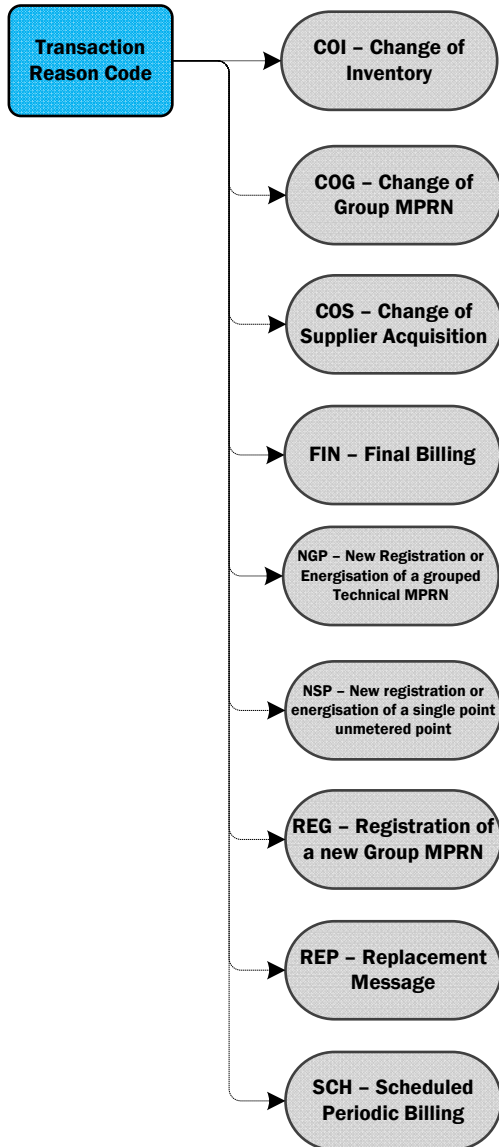 Transaction
Reason Code
COI – Change of
Inventory
COG – Change of
Group MPRN
COS – Change of
Supplier Acquisition
FIN – Final Billing
NGP – New Registration or
Energisation of a grouped
Technical MPRN
NSP – New registration or
energisation of a single point
unmetered point
REG – Registration of
a new Group MPRN
REP – Replacement
Message
SCH – Scheduled
Periodic Billing